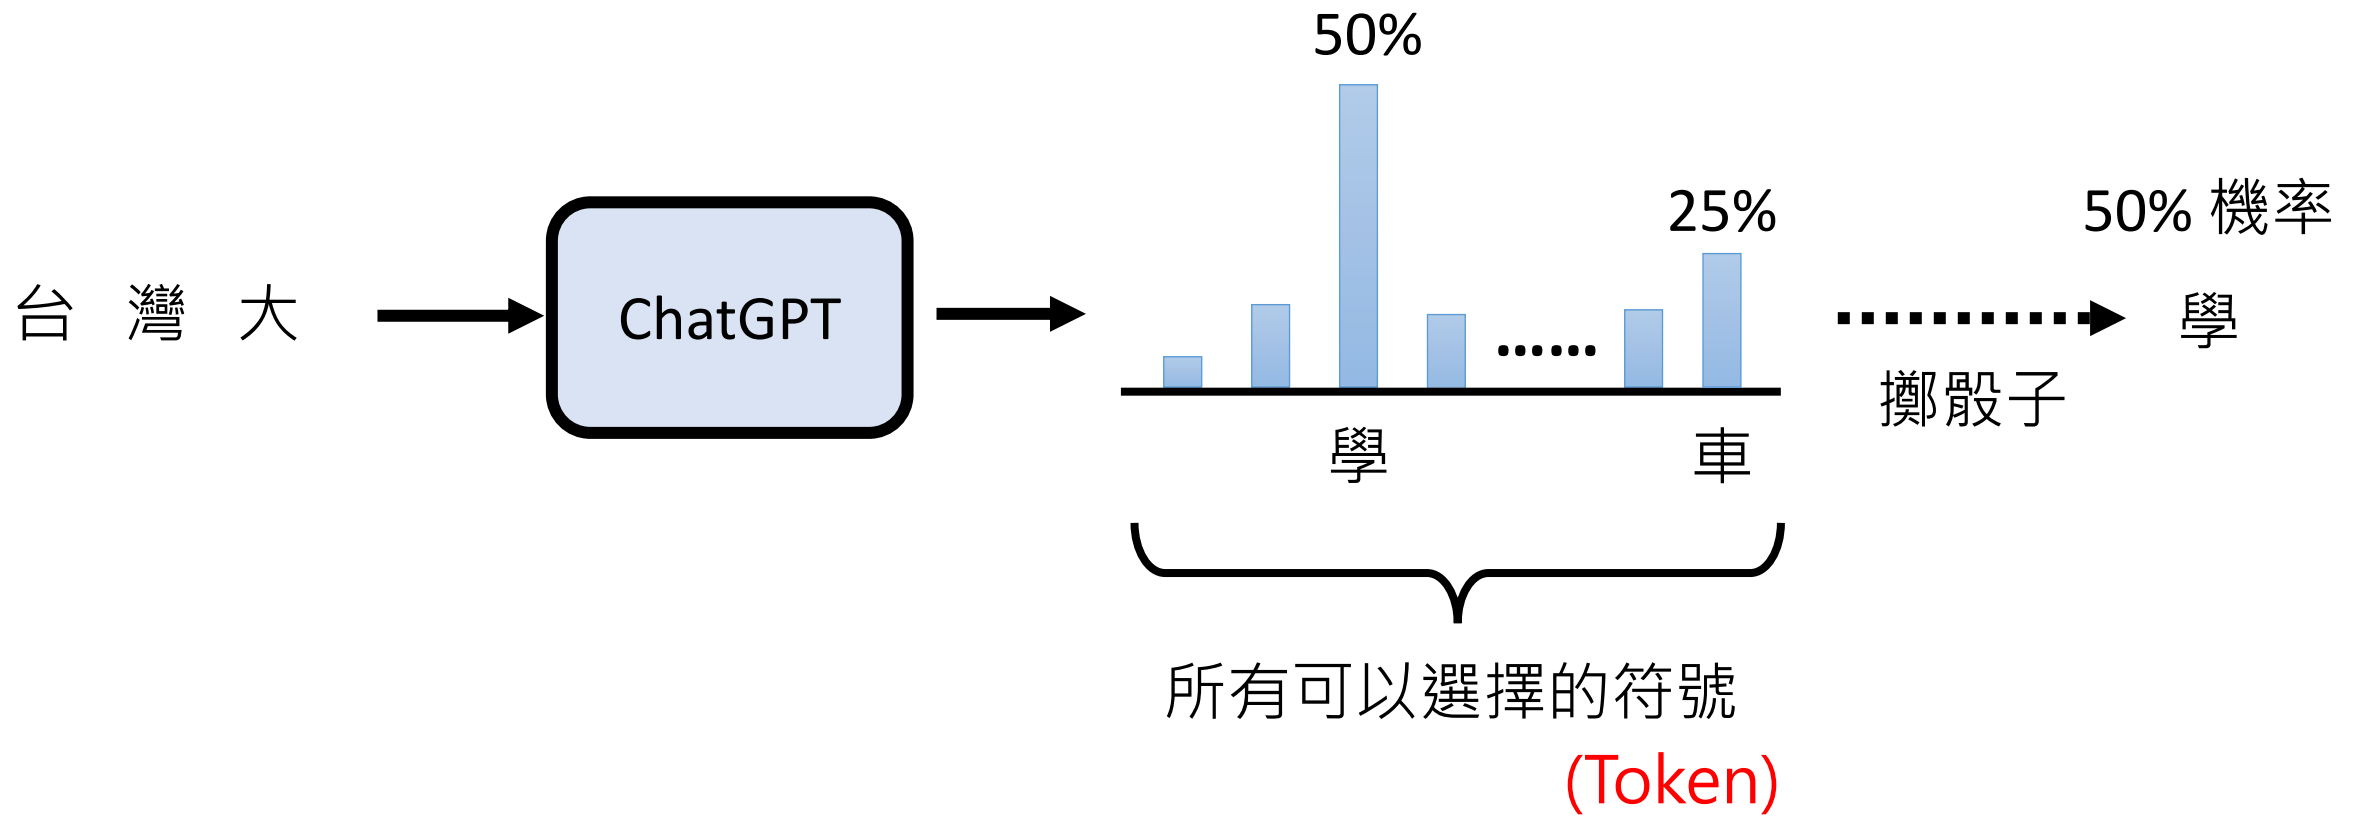 台 灣 大
ChatGPT
50%
25%
學
車
……
所有可以選擇的符號
(Token)
擲骰子
50% 機率
學